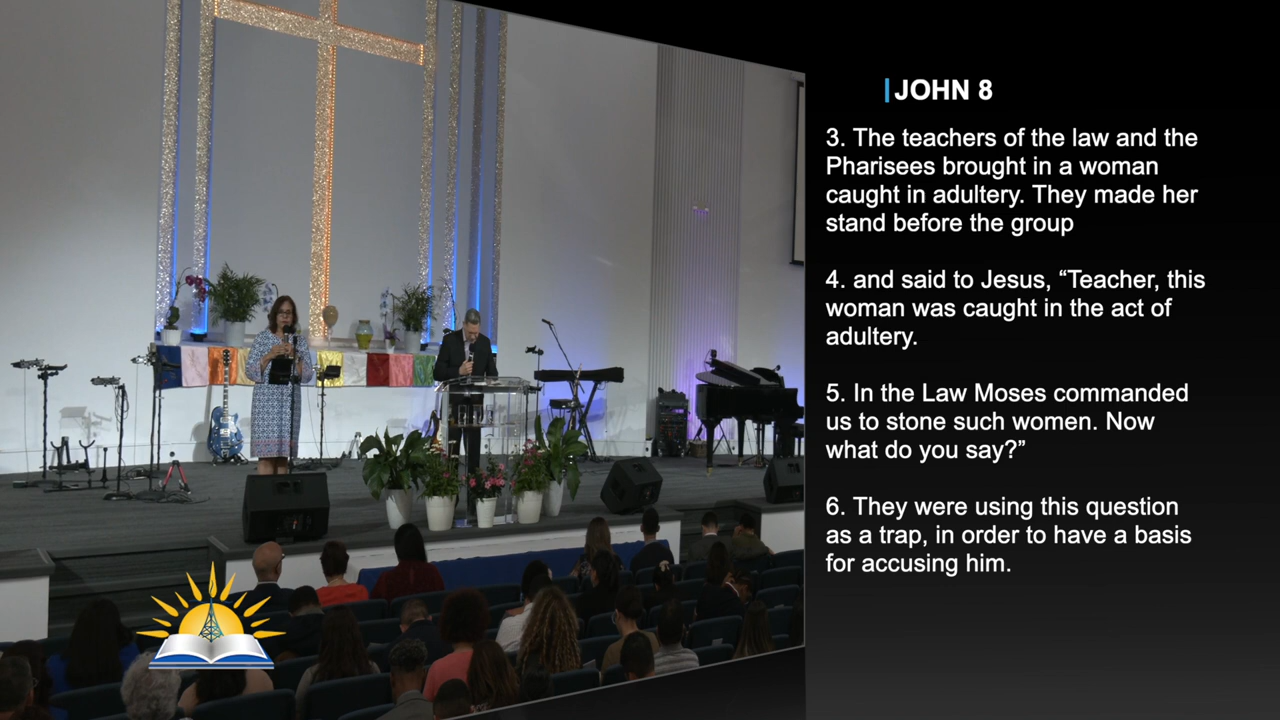 JOHN 8
3. The teachers of the law and the
Pharisees brought in a woman
caught in adultery. They made her
stand before the group
4. and said to Jesus, “Teacher, this
woman was caught in the act of
adultery.
5. In the Law Moses commanded
us to stone such women. Now
what do you say?”
6. They were using this question
as a trap, in order to have a basis
for accusing him.